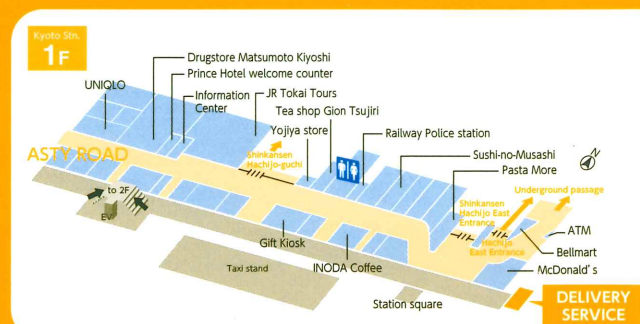 Kyoto Stn.
1F
Drugstore Matsumoto Kiyoshi
Prince Hotel welcome counter
UNIQLO
Information
Center
JR Tokai Tours
Tea shop Gion Tsujiri
Yojiya store
Railway Police station
ASTY ROAD
Shinkansen
Hachijo-guchi
Sushi-no-Musashi
Pasta More
N
to 2F
EV
Shinkansen
Hachijo East
Entrance
Underground passage
Gift Kiosk
Hachijo
East Entrance
ATM
Bellmart
Taxi stand
INODA Coffee
McDonald's
Station square
DELIVERY
SERVICE